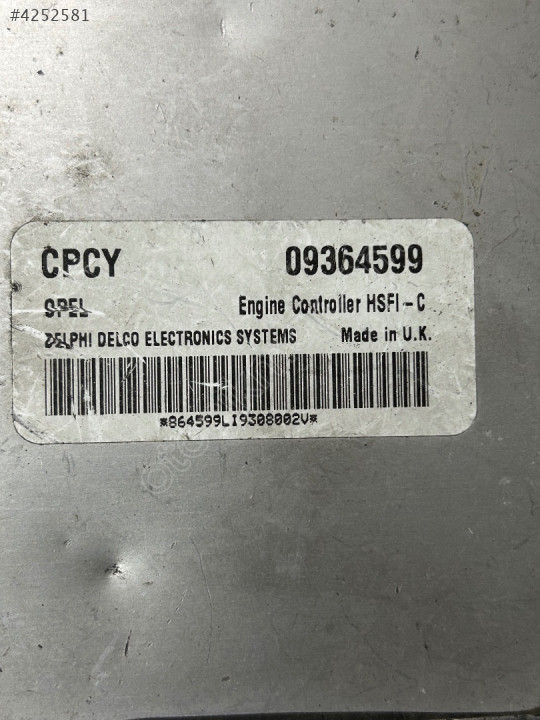 #4252581
CPCY 09364599
OPEL Engine Controller HSFI-C
DELPHI DELCO ELECTRONICS SYSTEMS Made in U.K.
*864599LI9308002V*